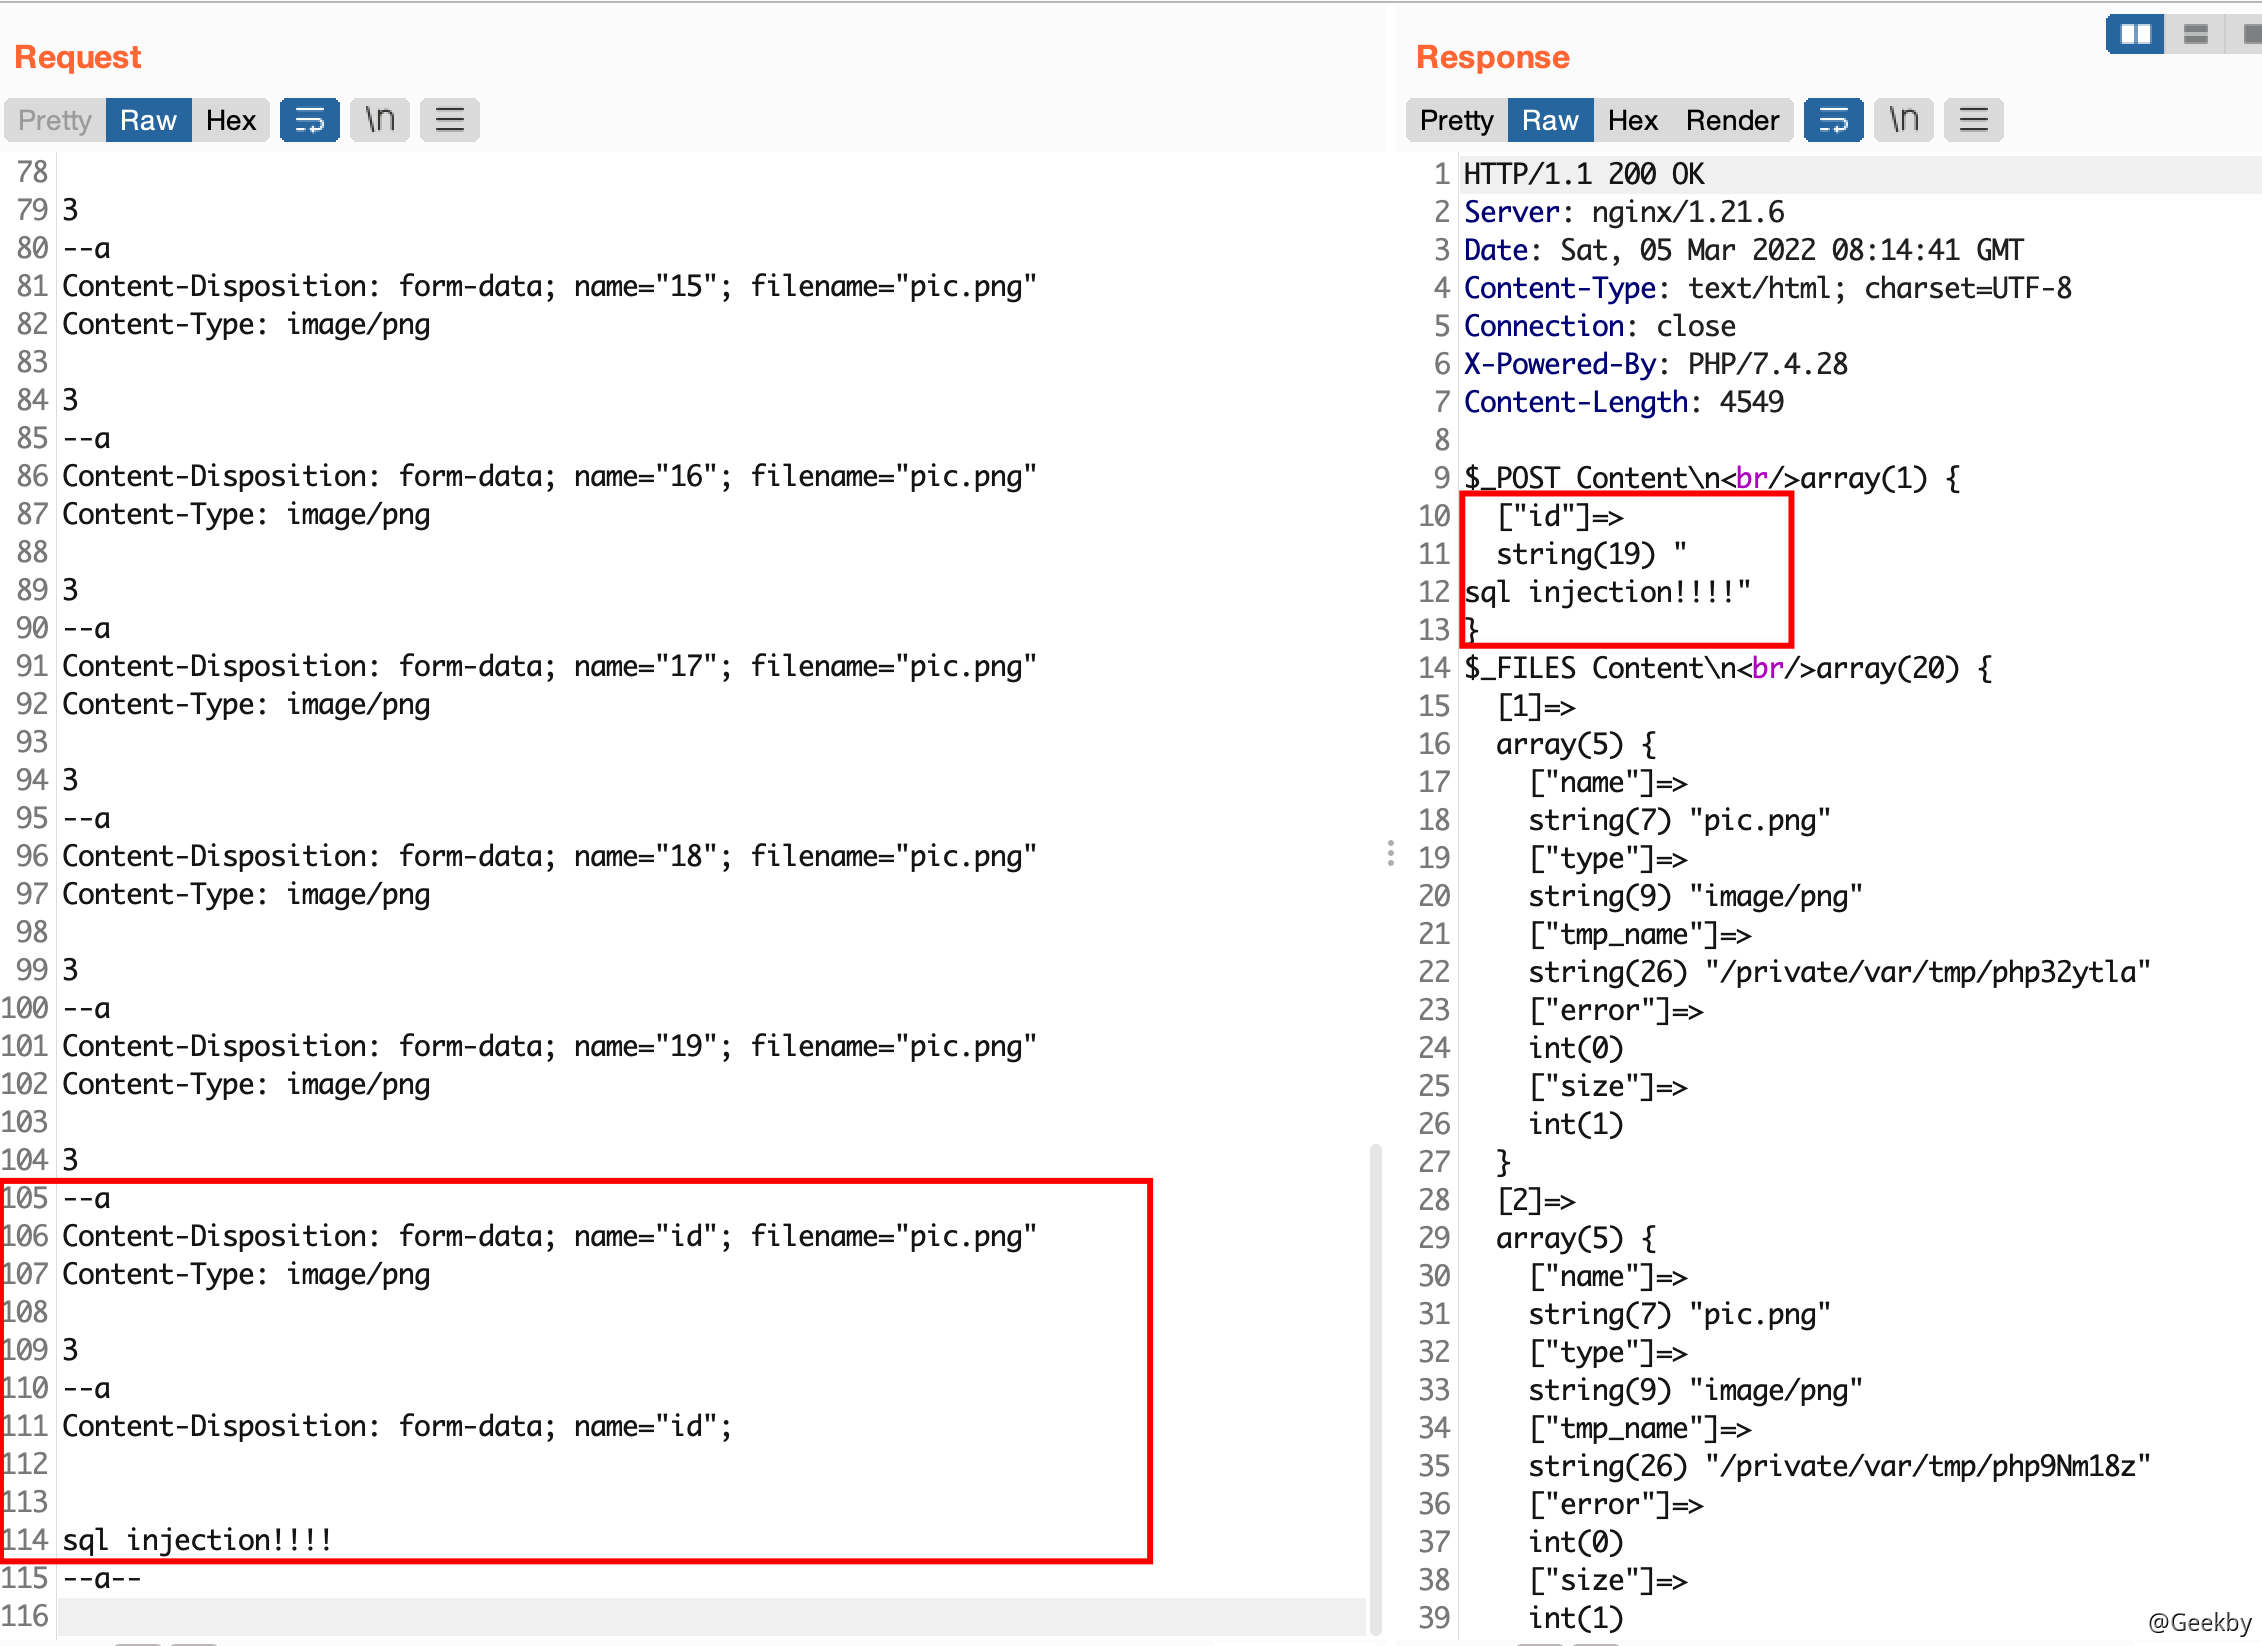 Request
Pretty Raw Hex \n
78
79 3
80 --a
81 Content-Disposition: form-data; name="15"; filename="pic.png"
82 Content-Type: image/png
83
84 3
85 --a
86 Content-Disposition: form-data; name="16"; filename="pic.png"
87 Content-Type: image/png
88
89 3
90 --a
91 Content-Disposition: form-data; name="17"; filename="pic.png"
92 Content-Type: image/png
93
94 3
95 --a
96 Content-Disposition: form-data; name="18"; filename="pic.png"
97 Content-Type: image/png
98
99 3
100 --a
101 Content-Disposition: form-data; name="19"; filename="pic.png"
102 Content-Type: image/png
103
104 3
105 --a
106 Content-Disposition: form-data; name="id"; filename="pic.png"
107 Content-Type: image/png
108
109 3
110 --a
111 Content-Disposition: form-data; name="id";
112
113
114 sql injection!!!!
115 --a--
116
Response
Pretty Raw Hex Render \n
1 HTTP/1.1 200 OK
2 Server: nginx/1.21.6
3 Date: Sat, 05 Mar 2022 08:14:41 GMT
4 Content-Type: text/html; charset=UTF-8
5 Connection: close
6 X-Powered-By: PHP/7.4.28
7 Content-Length: 4549
8
9 $_POST Content\n<br/>array(1) {
10 ["id"]=>
11 string(19) "
12 sql injection!!!!"
13 }
14 $_FILES Content\n<br/>array(20) {
15 [1]=>
16 array(5) {
17 ["name"]=>
18 string(7) "pic.png"
19 ["type"]=>
20 string(9) "image/png"
21 ["tmp_name"]=>
22 string(26) "/private/var/tmp/php32ytla"
23 ["error"]=>
24 int(0)
25 ["size"]=>
26 int(1)
27 }
28 [2]=>
29 array(5) {
30 ["name"]=>
31 string(7) "pic.png"
32 ["type"]=>
33 string(9) "image/png"
34 ["tmp_name"]=>
35 string(26) "/private/var/tmp/php9Nm18z"
36 ["error"]=>
37 int(0)
38 ["size"]=>
39 int(1)
@Geekby